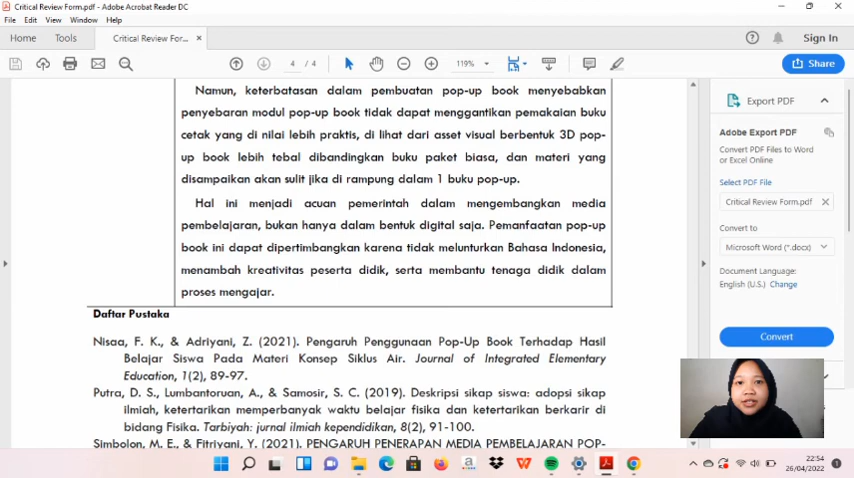 Critical Review Form.pdf - Adobe Acrobat Reader DC
File Edit View Window Help
Home Tools Critical Review For... × Sign In
4 / 4 119% Share
Namun, keterbatasan dalam pembuatan pop-up book menyebabkan
penyebaran modul pop-up book tidak dapat menggantikan pemakaian buku
cetak yang di nilai lebih praktis, di lihat dari asset visual berbentuk 3D pop-
up book lebih tebal dibandingkan buku paket biasa, dan materi yang
disampaikan akan sulit jika di rampung dalam 1 buku pop-up.
Hal ini menjadi acuan pemerintah dalam mengembangkan media
pembelajaran, bukan hanya dalam bentuk digital saja. Pemanfaatan pop-up
book ini dapat dipertimbangkan karena tidak melunturkan Bahasa Indonesia,
menambah kreativitas peserta didik, serta membantu tenaga didik dalam
proses mengajar.
Daftar Pustaka
Nisaa, F. K., & Adriyani, Z. (2021). Pengaruh Penggunaan Pop-Up Book Terhadap Hasil
Belajar Siswa Pada Materi Konsep Siklus Air. Journal of Integrated Elementary
Education, 1(2), 89-97.
Putra, D. S., Lumbantoruan, A., & Samosir, S. C. (2019). Deskripsi sikap siswa: adopsi sikap
ilmiah, ketertarikan memperbanyak waktu belajar fisika dan ketertarikan berkarir di
bidang Fisika. Tarbiyah: jurnal ilmiah kependidikan, 8(2), 91-100.
Simbolon, M. E., & Fitriyani, Y. (2021). PENGARUH PENERAPAN MEDIA PEMBELAJARAN POP-
Export PDF
Adobe Export PDF
Convert PDF Files to Word
or Excel Online
Select PDF File
Critical Review Form.pdf
Convert to
Microsoft Word (*.docx)
Document Language:
English (U.S.) Change
Convert
22:54
26/04/2022